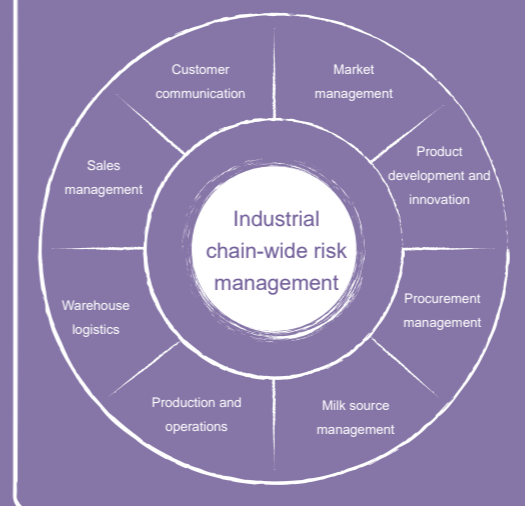 Customer
communication
Market
management
Product
development and
innovation
Procurement
management
Milk source
management
Production and
operations
Warehouse
logistics
Sales
management
Industrial
chain-wide risk
management